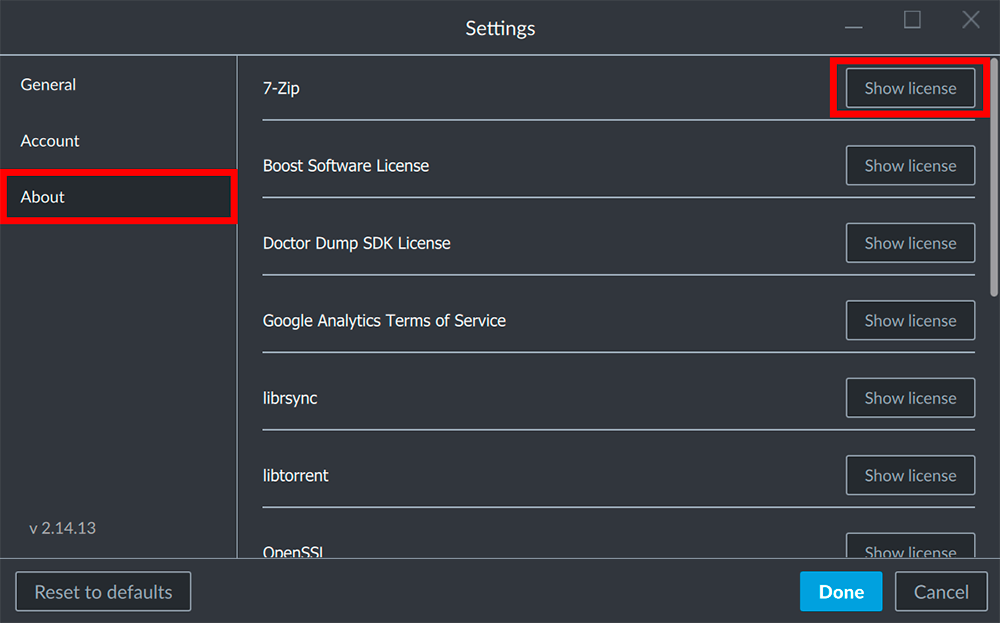 Settings
General
Account
About
7-Zip Show license
Boost Software License Show license
Doctor Dump SDK License Show license
Google Analytics Terms of Service Show license
librsync Show license
libtorrent Show license
OpenSSL Show license
v 2.14.13
Reset to defaults Done Cancel